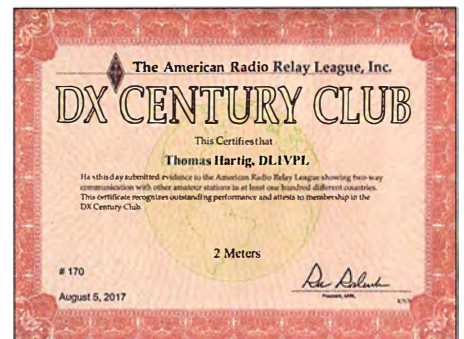 The American Radio Relay League, Inc.
DX CENTURY CLUB
This Certifies that
Thomas Hartig, DL1VPL
Has this day submitted evidence to the American Radio Relay League showing two-way
communication with other amateur stations in at least one hundred different countries.
This certificate recognizes outstanding performance and attests to membership in the
DX Century Club.
2 Meters
# 170
August 5, 2017
President, ARRL